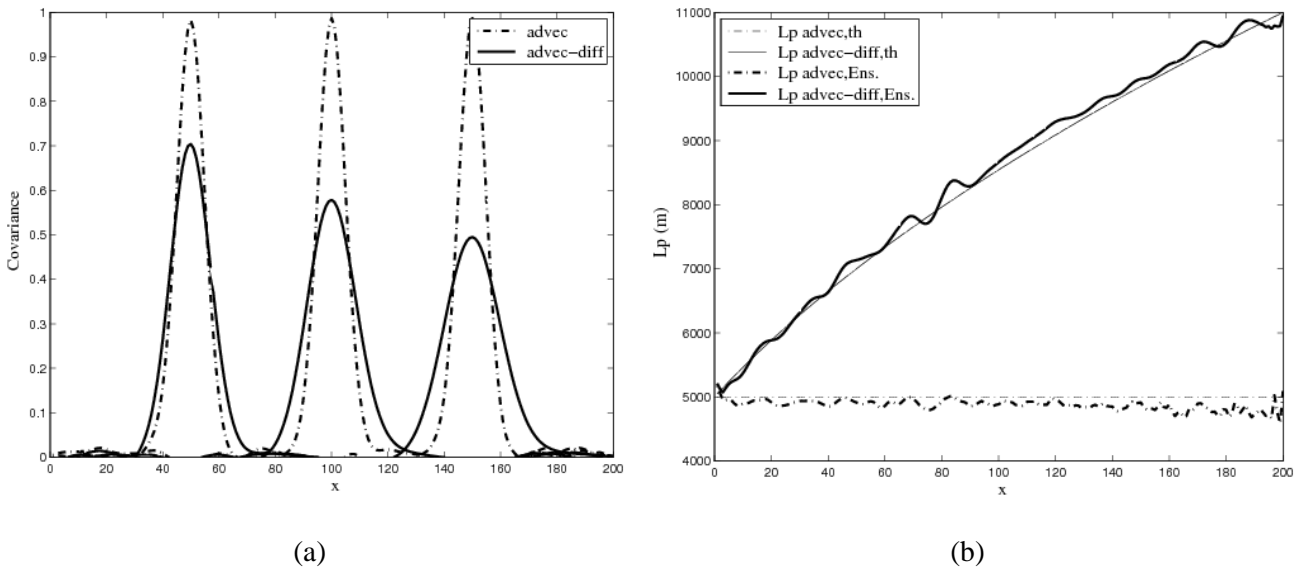 1
0.9
0.8
0.7
0.6
0.5
0.4
0.3
0.2
0.1
0
Covariance
0 20 40 60 80 100 120 140 160 180 200
x
advec
advec−diff
(a)
11000
10000
9000
8000
7000
6000
5000
4000
Lp (m)
0 20 40 60 80 100 120 140 160 180 200
x
Lp advec,th
Lp advec−diff,th
Lp advec,Ens.
Lp advec−diff,Ens.
(b)